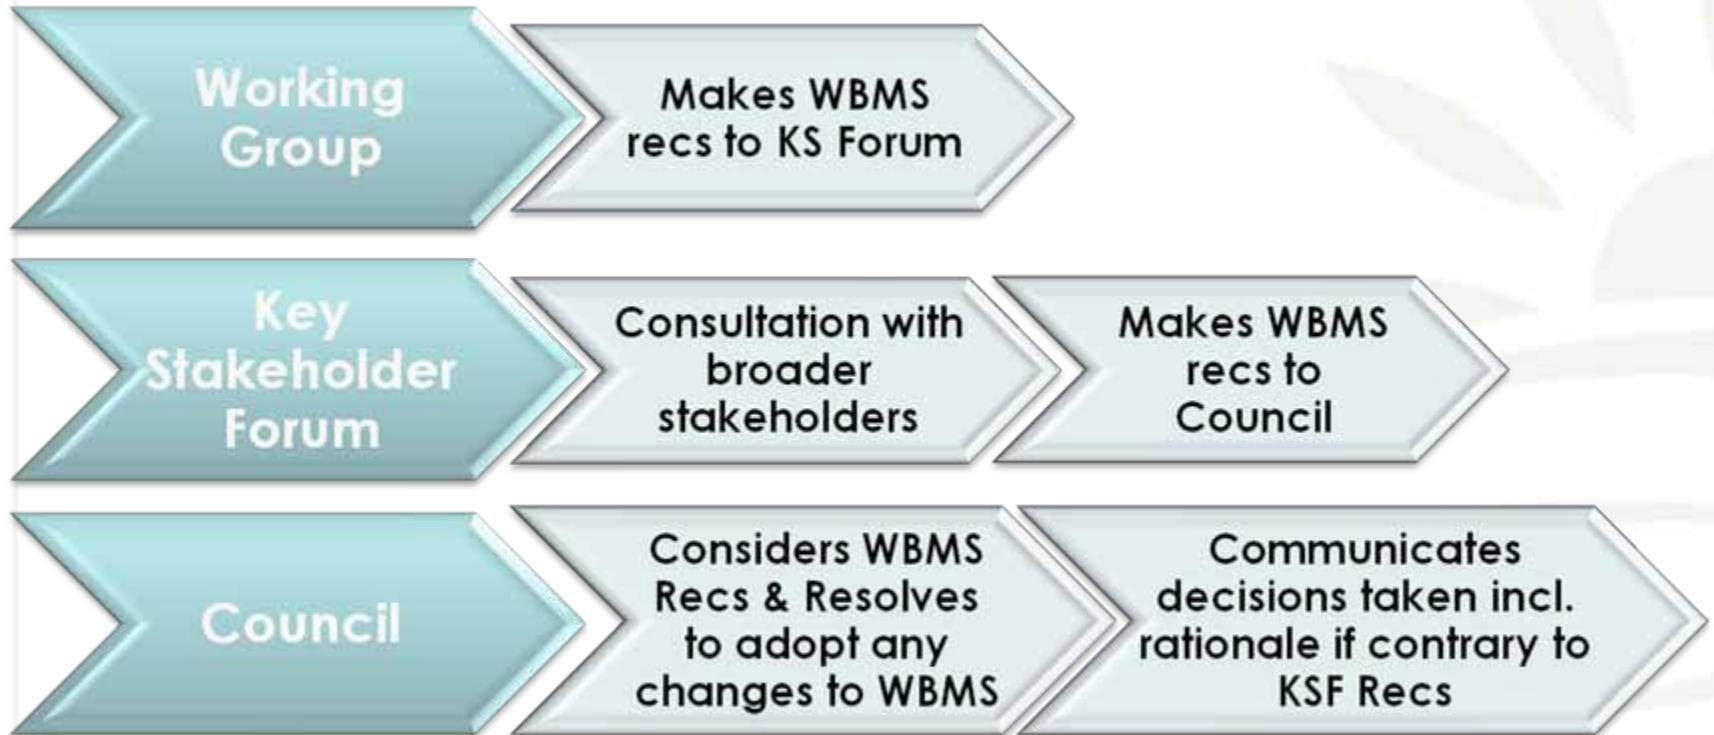 Working
Group
Makes WBMS
recs to KS Forum
Key
Stakeholder
Forum
Consultation with
broader
stakeholders
Makes WBMS
recs to
Council
Council
Considers WBMS
Recs & Resolves
to adopt any
changes to WBMS
Communicates
decisions taken incl.
rationale if contrary to
KSF Recs